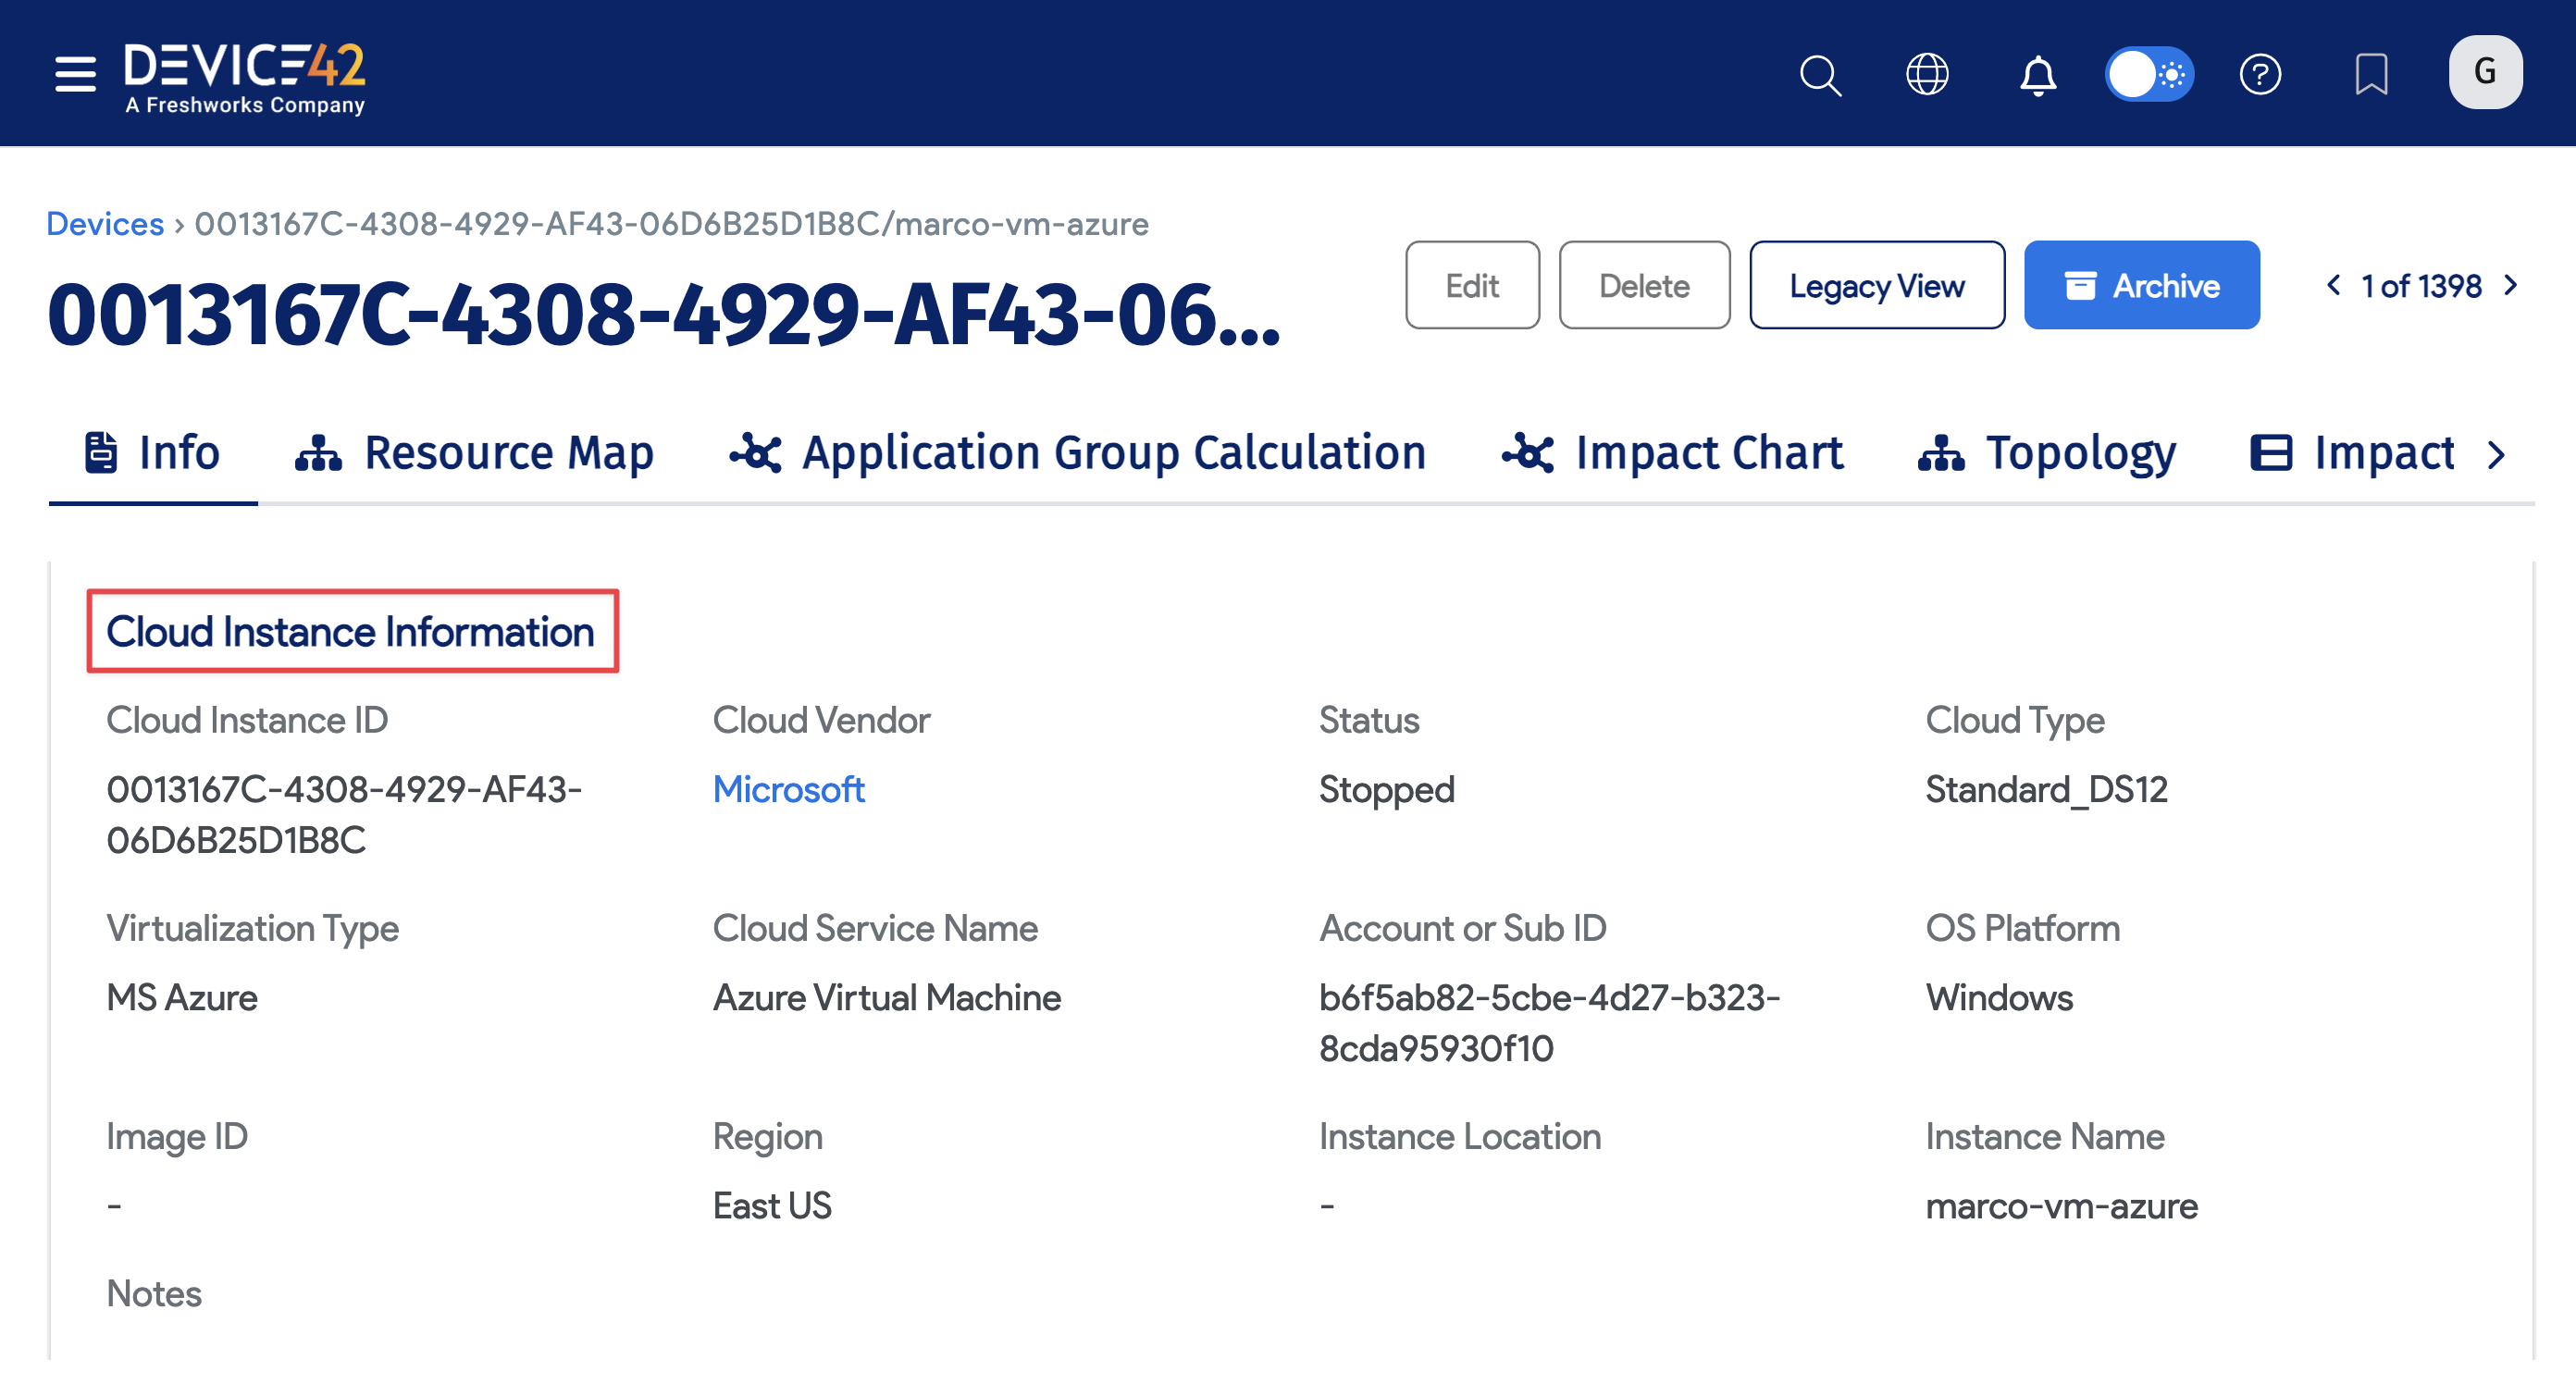 DEVICE42
A Freshworks Company
G
Devices › 0013167C-4308-4929-AF43-06D6B25D1B8C/marco-vm-azure
0013167C-4308-4929-AF43-06...
Edit
Delete
Legacy View
Archive
1 of 1398
Info
Resource Map
Application Group Calculation
Impact Chart
Topology
Impact
Cloud Instance Information
Cloud Instance ID
0013167C-4308-4929-AF43-
06D6B25D1B8C
Cloud Vendor
Microsoft
Status
Stopped
Cloud Type
Standard_DS12
Virtualization Type
MS Azure
Cloud Service Name
Azure Virtual Machine
Account or Sub ID
b6f5ab82-5cbe-4d27-b323-
8cda95930f10
OS Platform
Windows
Image ID
-
Region
East US
Instance Location
-
Instance Name
marco-vm-azure
Notes